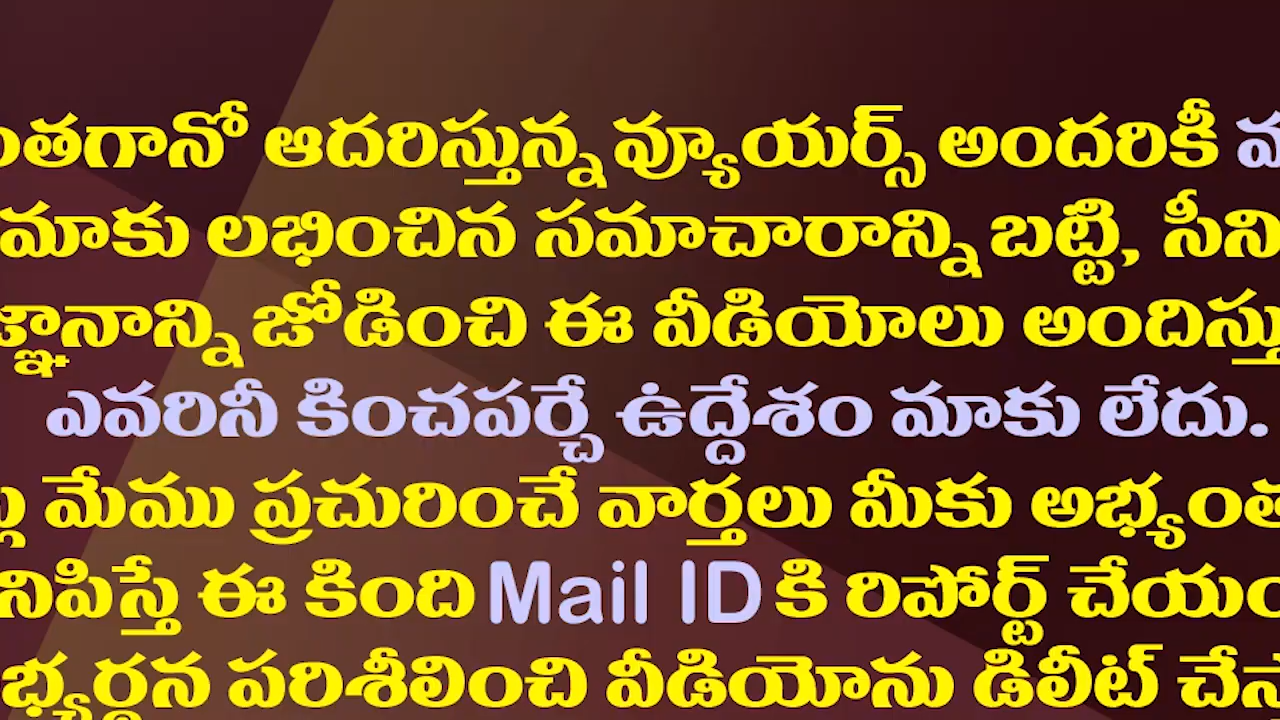 ంతగానో ఆదరిస్తున్న వ్యూయర్స్ అందరికీ
మాకు లభించిన సమాచారాన్ని బట్టి, సీని
జ్ఞానాన్ని జోడించి ఈ వీడియోలు అందిస్తు
ఎవరినీ కించపర్చే ఉద్దేశం మాకు లేదు.
మేము ప్రచురించే వార్తలు మీకు అభ్యంత
నిపిస్తే ఈ కింది Mail ID కి రిపోర్ట్ చేయం
భ్యర్థన పరిశీలించి వీడియోను డిలీట్ చేస